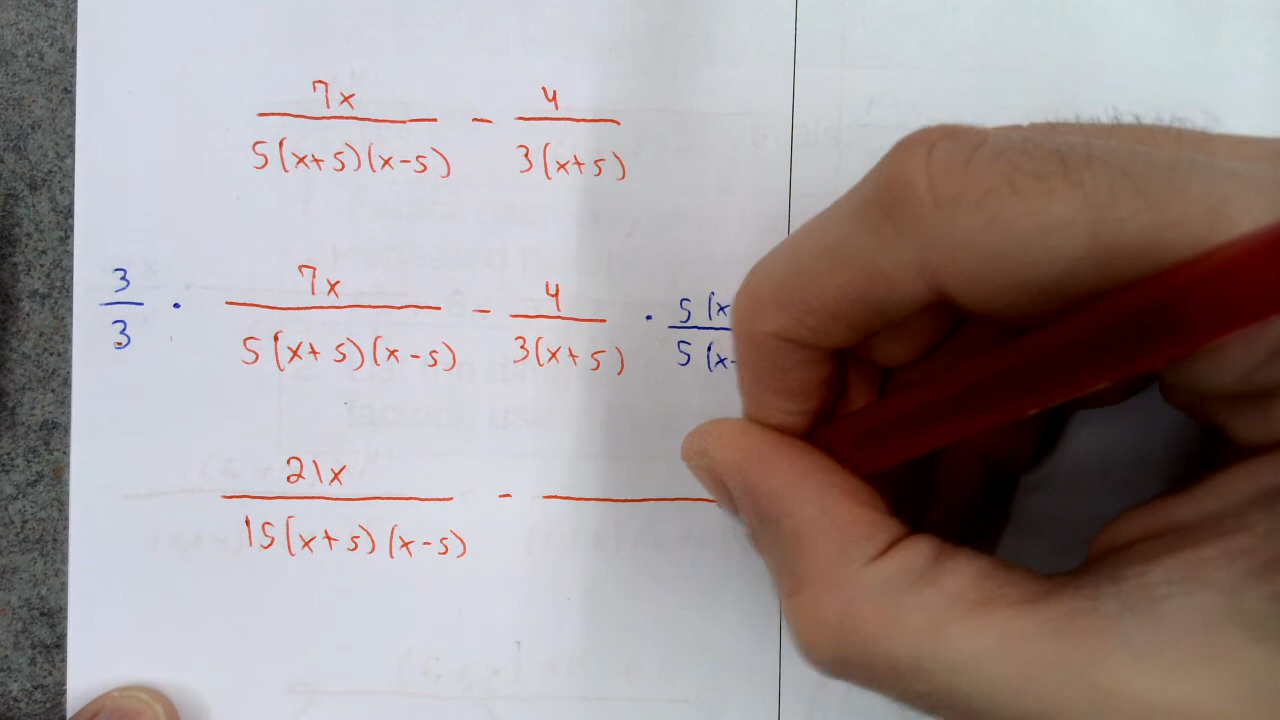 7x / 5(x+5)(x-5) - 4 / 3(x+5)
3/3 · 7x / 5(x+5)(x-5) - 4 / 3(x+5) · 5(x / 5(x-
21x / 15(x+5)(x-5) -